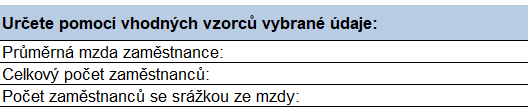 Určete pomocí vhodných vzorců vybrané údaje:
Průměrná mzda zaměstnance:
Celkový počet zaměstnanců:
Počet zaměstnanců se srážkou ze mzdy: